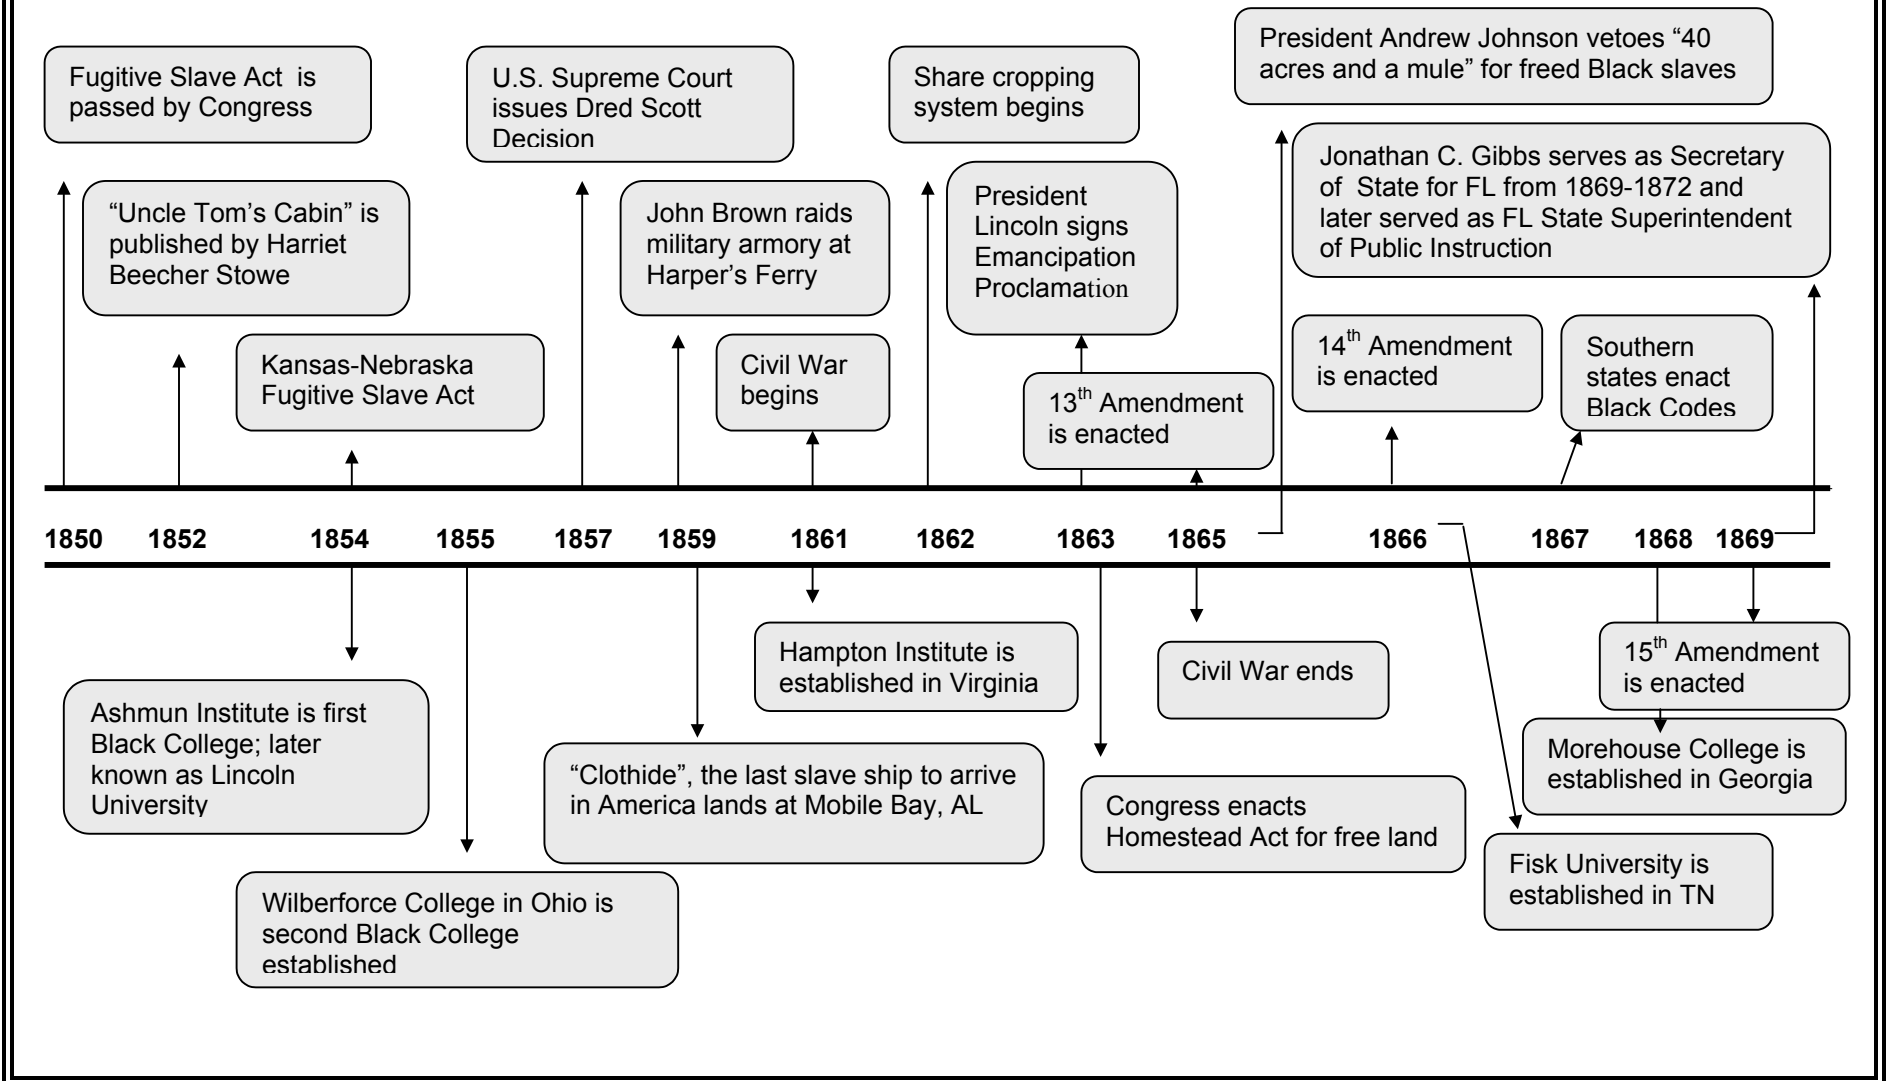 Fugitive Slave Act is
passed by Congress
“Uncle Tom’s Cabin” is
published by Harriet
Beecher Stowe
Kansas-Nebraska
Fugitive Slave Act
U.S. Supreme Court
issues Dred Scott
Decision
John Brown raids
military armory at
Harper’s Ferry
Civil War
begins
Share cropping
system begins
President
Lincoln signs
Emancipation
Proclamation
13th Amendment
is enacted
President Andrew Johnson vetoes “40
acres and a mule” for freed Black slaves
Jonathan C. Gibbs serves as Secretary
of State for FL from 1869-1872 and
later served as FL State Superintendent
of Public Instruction
14th Amendment
is enacted
Southern
states enact
Black Codes
1850 1852 1854 1855 1857 1859 1861 1862 1863 1865 1866 1867 1868 1869
Ashmun Institute is first
Black College; later
known as Lincoln
University
Wilberforce College in Ohio is
second Black College
established
“Clothide”, the last slave ship to arrive
in America lands at Mobile Bay, AL
Hampton Institute is
established in Virginia
Congress enacts
Homestead Act for free land
Civil War ends
Fisk University is
established in TN
15th Amendment
is enacted
Morehouse College is
established in Georgia